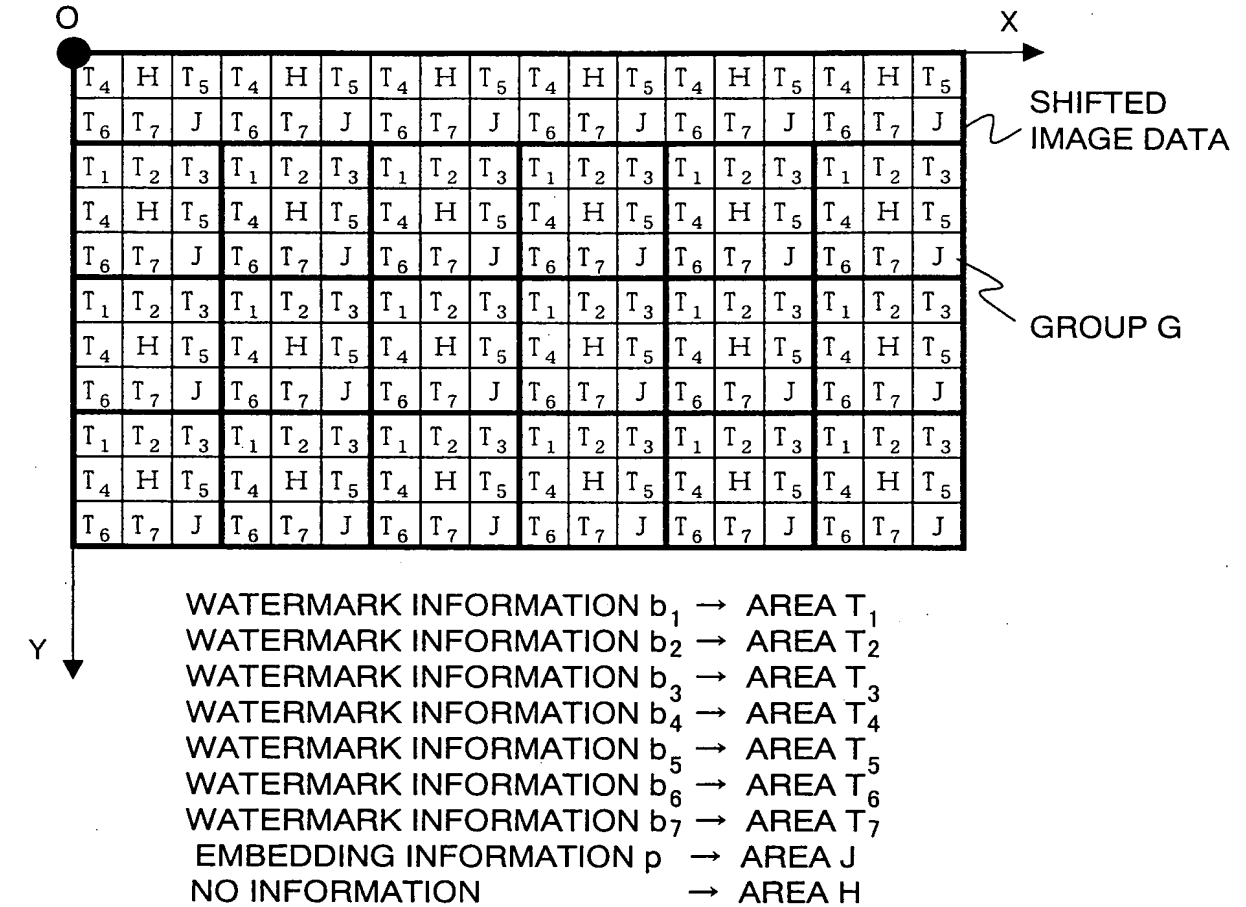 O
X
T4 H T5 T4 H T5 T4 H T5 T4 H T5 T4 H T5 T4 H T5
T6 T7 J T6 T7 J T6 T7 J T6 T7 J T6 T7 J T6 T7 J
SHIFTED
IMAGE DATA
T1 T2 T3 T1 T2 T3 T1 T2 T3 T1 T2 T3 T1 T2 T3 T1 T2 T3
T4 H T5 T4 H T5 T4 H T5 T4 H T5 T4 H T5 T4 H T5
T6 T7 J T6 T7 J T6 T7 J T6 T7 J T6 T7 J T6 T7 J
T1 T2 T3 T1 T2 T3 T1 T2 T3 T1 T2 T3 T1 T2 T3 T1 T2 T3
GROUP G
T4 H T5 T4 H T5 T4 H T5 T4 H T5 T4 H T5 T4 H T5
T6 T7 J T6 T7 J T6 T7 J T6 T7 J T6 T7 J T6 T7 J
T1 T2 T3 T1 T2 T3 T1 T2 T3 T1 T2 T3 T1 T2 T3 T1 T2 T3
T4 H T5 T4 H T5 T4 H T5 T4 H T5 T4 H T5 T4 H T5
T6 T7 J T6 T7 J T6 T7 J T6 T7 J T6 T7 J T6 T7 J
Y
WATERMARK INFORMATION b1 → AREA T1
WATERMARK INFORMATION b2 → AREA T2
WATERMARK INFORMATION b3 → AREA T3
WATERMARK INFORMATION b4 → AREA T4
WATERMARK INFORMATION b5 → AREA T5
WATERMARK INFORMATION b6 → AREA T6
WATERMARK INFORMATION b7 → AREA T7
EMBEDDING INFORMATION p → AREA J
NO INFORMATION → AREA H